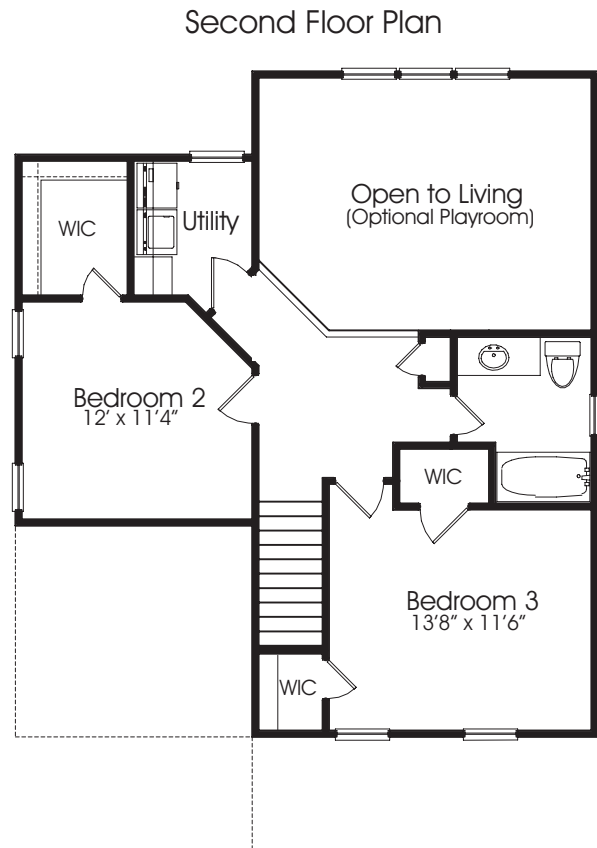 Second Floor Plan
Open to Living
(Optional Playroom)
WIC
Utility
Bedroom 2
12' x 11'4"
WIC
Bedroom 3
13'8" x 11'6"
WIC